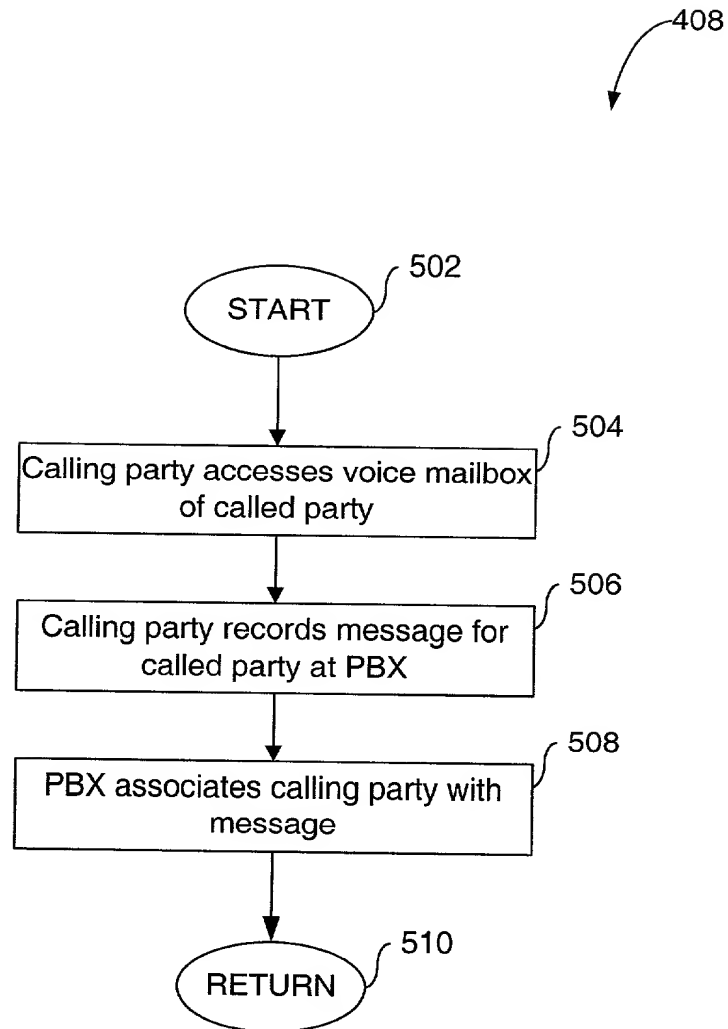 408
502
START
504
Calling party accesses voice mailbox
of called party
506
Calling party records message for
called party at PBX
508
PBX associates calling party with
message
510
RETURN